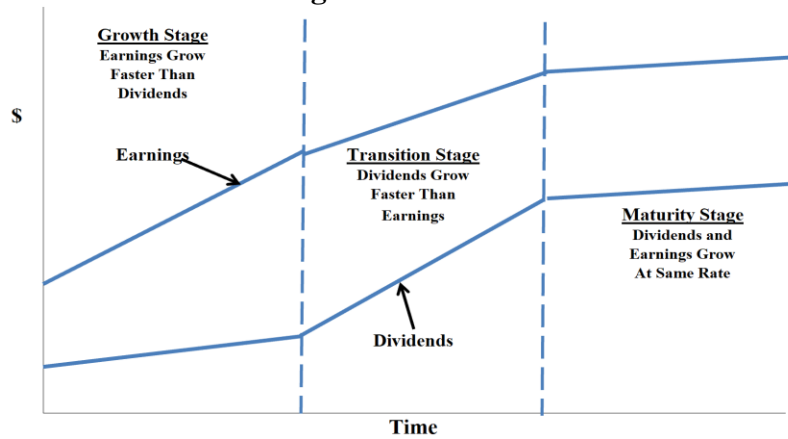 Growth Stage
Earnings Grow
Faster Than
Dividends
$
Earnings
Transition Stage
Dividends Grow
Faster Than
Earnings
Maturity Stage
Dividends and
Earnings Grow
At Same Rate
Dividends
Time